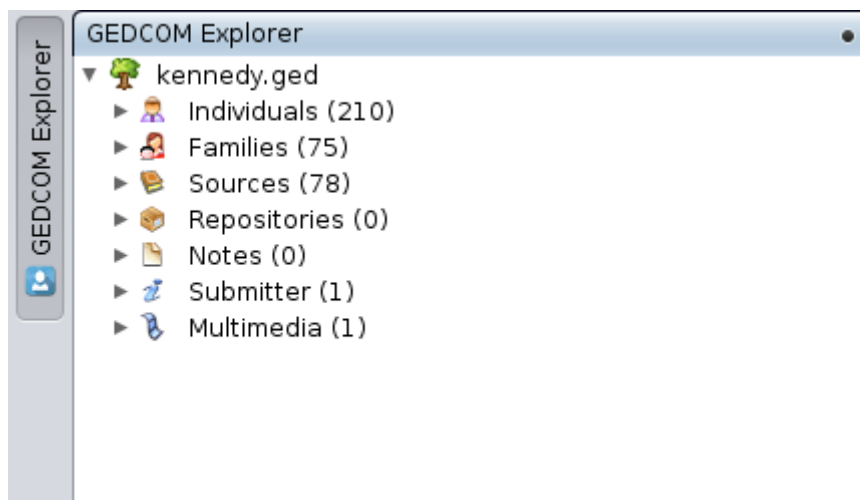 GEDCOM Explorer
GEDCOM Explorer
kennedy.ged
Individuals (210)
Families (75)
Sources (78)
Repositories (0)
Notes (0)
Submitter (1)
Multimedia (1)